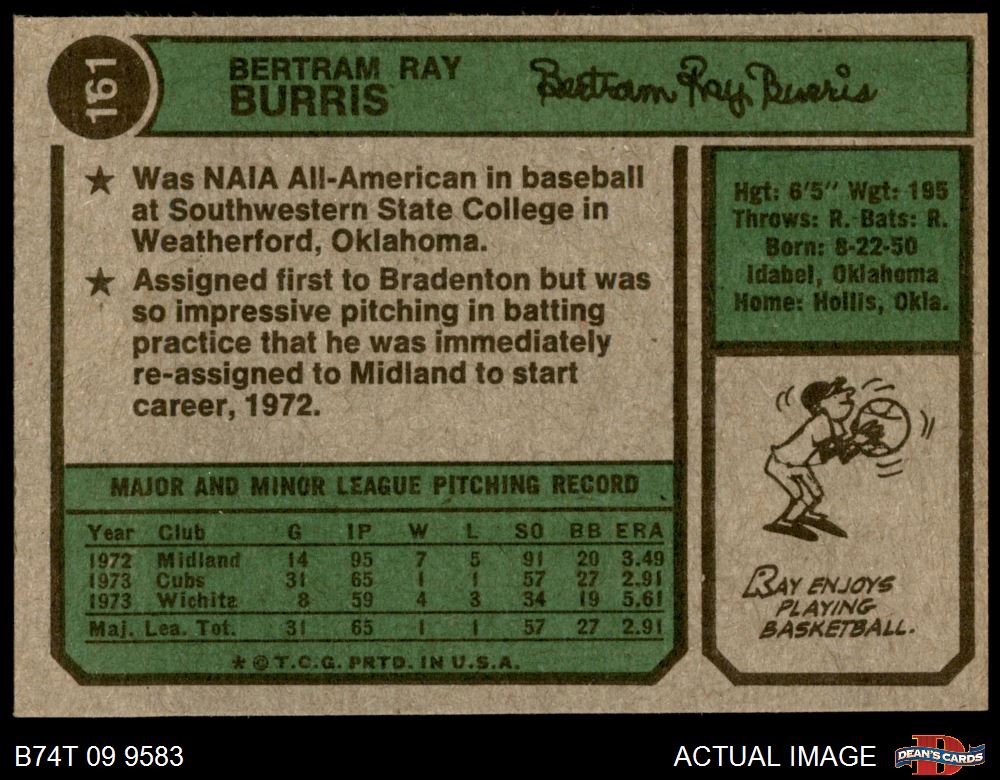 161
BERTRAM RAY
BURRIS
Bertram Ray Burris
★ Was NAIA All-American in baseball
at Southwestern State College in
Weatherford, Oklahoma.
★ Assigned first to Bradenton but was
so impressive pitching in batting
practice that he was immediately
re-assigned to Midland to start
career, 1972.
Hgt: 6'5" Wgt: 195
Throws: R. Bats: R.
Born: 8-22-50
Idabel, Oklahoma
Home: Hollis, Okla.
RAY ENJOYS
PLAYING
BASKETBALL.
MAJOR AND MINOR LEAGUE PITCHING RECORD
Year Club G IP W L SO BB ERA
1972 Midland 14 95 7 5 91 20 3.49
1973 Cubs 31 65 1 1 57 27 2.91
1973 Wichita 8 59 4 3 34 19 5.61
Maj. Lea. Tot. 31 65 1 1 57 27 2.91
* © T.C.G. PRTD. IN U.S.A.
B74T 09 9583
ACTUAL IMAGE
D
DEAN'S CARDS